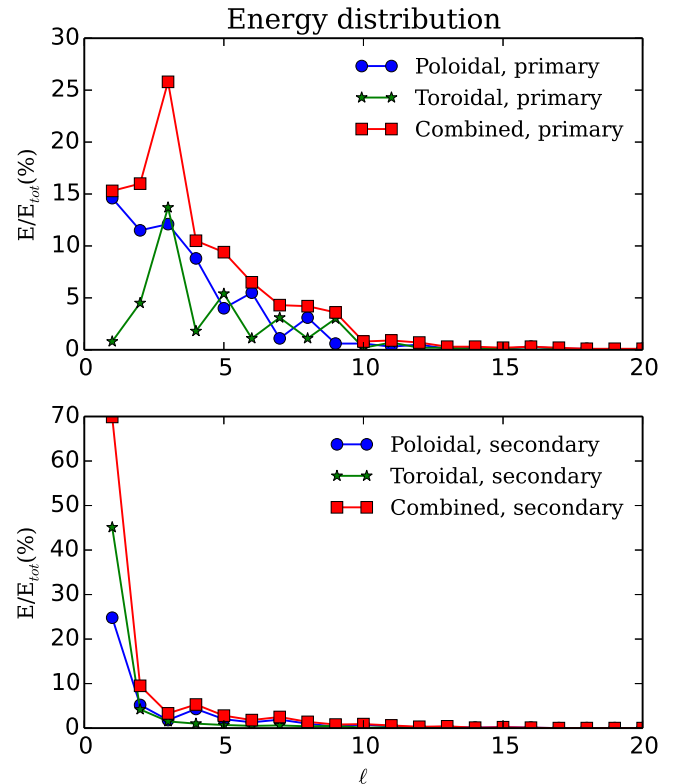 Energy distribution
30
25
20
15
10
5
0
E/E_tot(%)
Poloidal, primary
Toroidal, primary
Combined, primary
0 5 10 15 20
70
60
50
40
30
20
10
0
E/E_tot(%)
Poloidal, secondary
Toroidal, secondary
Combined, secondary
0 5 10 15 20
ℓ